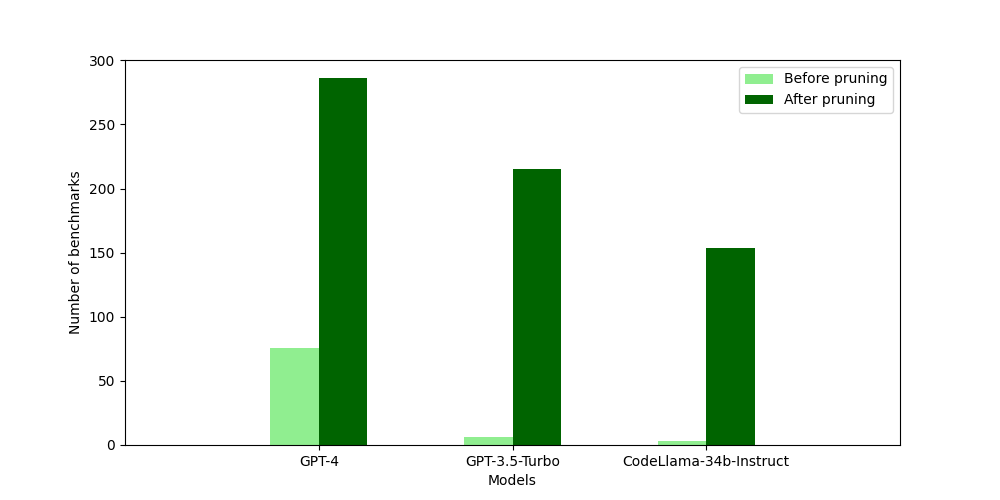 300
250
200
150
100
50
0
Number of benchmarks
Before pruning
After pruning
GPT-4
GPT-3.5-Turbo
CodeLlama-34b-Instruct
Models